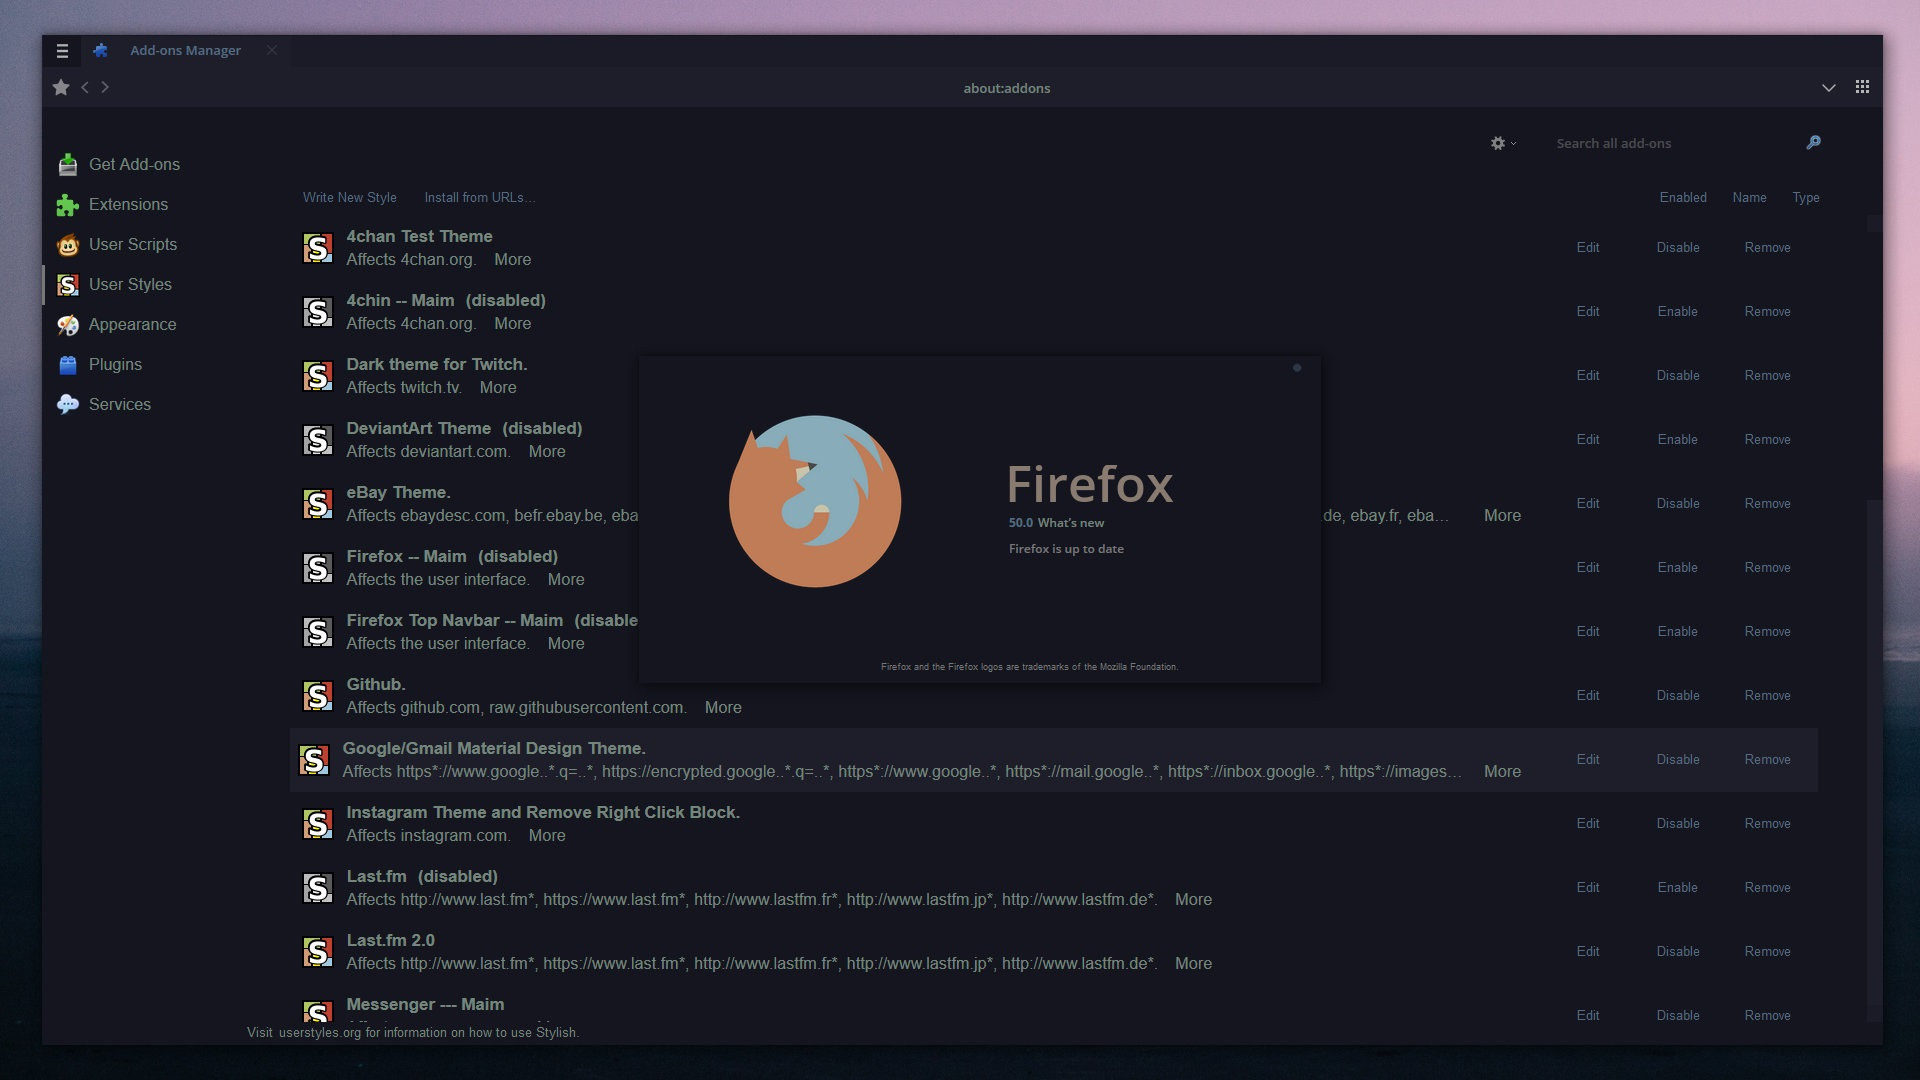 Add-ons Manager
about:addons
Search all add-ons
Get Add-ons
Extensions
User Scripts
User Styles
Appearance
Plugins
Services
Write New Style Install from URLs... Enabled Name Type
4chan Test Theme
Affects 4chan.org. More Edit Disable Remove
4chin -- Maim (disabled)
Affects 4chan.org. More Edit Enable Remove
Dark theme for Twitch.
Affects twitch.tv. More Edit Disable Remove
DeviantArt Theme (disabled)
Affects deviantart.com. More Edit Enable Remove
eBay Theme.
Affects ebaydesc.com, befr.ebay.be, eba .de, ebay.fr, eba... More Edit Disable Remove
Firefox -- Maim (disabled)
Affects the user interface. More Edit Enable Remove
Firefox Top Navbar -- Maim (disable
Affects the user interface. More Edit Enable Remove
Github.
Affects github.com, raw.githubusercontent.com. More Edit Disable Remove
Google/Gmail Material Design Theme.
Affects https*://www.google..*.q=..*, https://encrypted.google..*.q=..*, https*://www.google..*, https*://mail.google..*, https*://inbox.google..*, https*://images... More Edit Disable Remove
Instagram Theme and Remove Right Click Block.
Affects instagram.com. More Edit Disable Remove
Last.fm (disabled)
Affects http://www.last.fm*, https://www.last.fm*, http://www.lastfm.fr*, http://www.lastfm.jp*, http://www.lastfm.de*. More Edit Enable Remove
Last.fm 2.0
Affects http://www.last.fm*, https://www.last.fm*, http://www.lastfm.fr*, http://www.lastfm.jp*, http://www.lastfm.de*. More Edit Disable Remove
Messenger --- Maim
Edit Disable Remove
Visit userstyles.org for information on how to use Stylish.
Firefox
50.0 What's new
Firefox is up to date
Firefox and the Firefox logos are trademarks of the Mozilla Foundation.